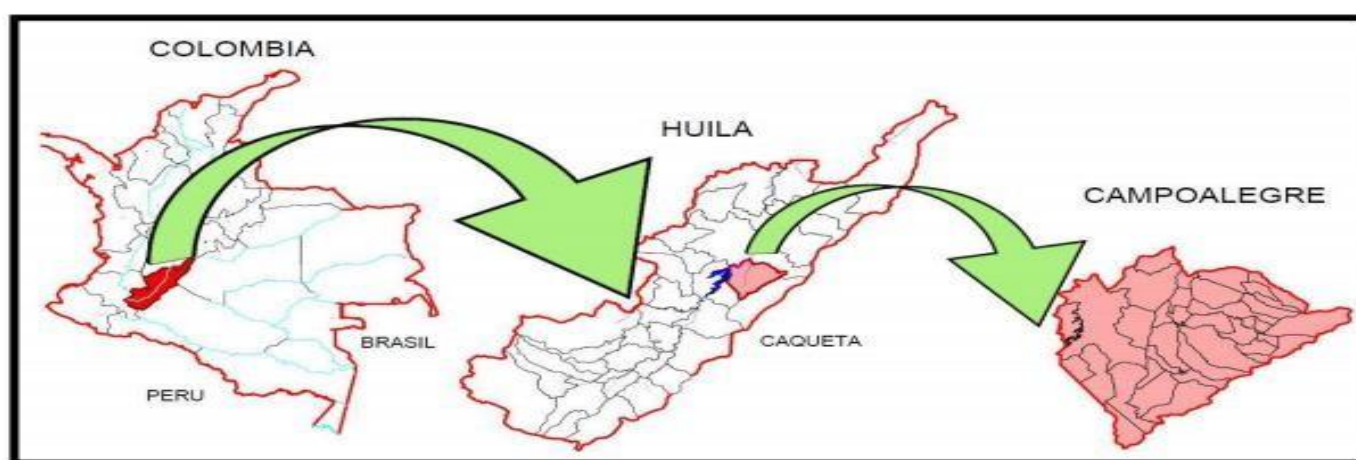 COLOMBIA
HUILA
CAMPOALEGRE
BRASIL
CAQUETA
PERU